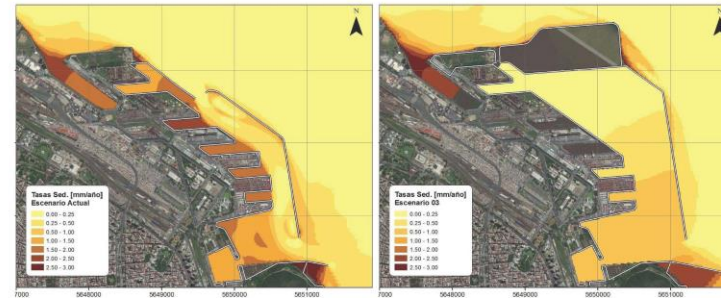 N
Tasas Sed. [mm/año]
Escenario Actual
0.00 - 0.25
0.25 - 0.50
0.50 - 1.00
1.00 - 1.50
1.50 - 2.00
2.00 - 2.50
2.50 - 3.00
7000 5648000 5649000 5650000 5651000
N
Tasas Sed. [mm/año]
Escenario 03
0.00 - 0.25
0.25 - 0.50
0.50 - 1.00
1.00 - 1.50
1.50 - 2.00
2.00 - 2.50
2.50 - 3.00
7000 5648000 5649000 5650000 5651000